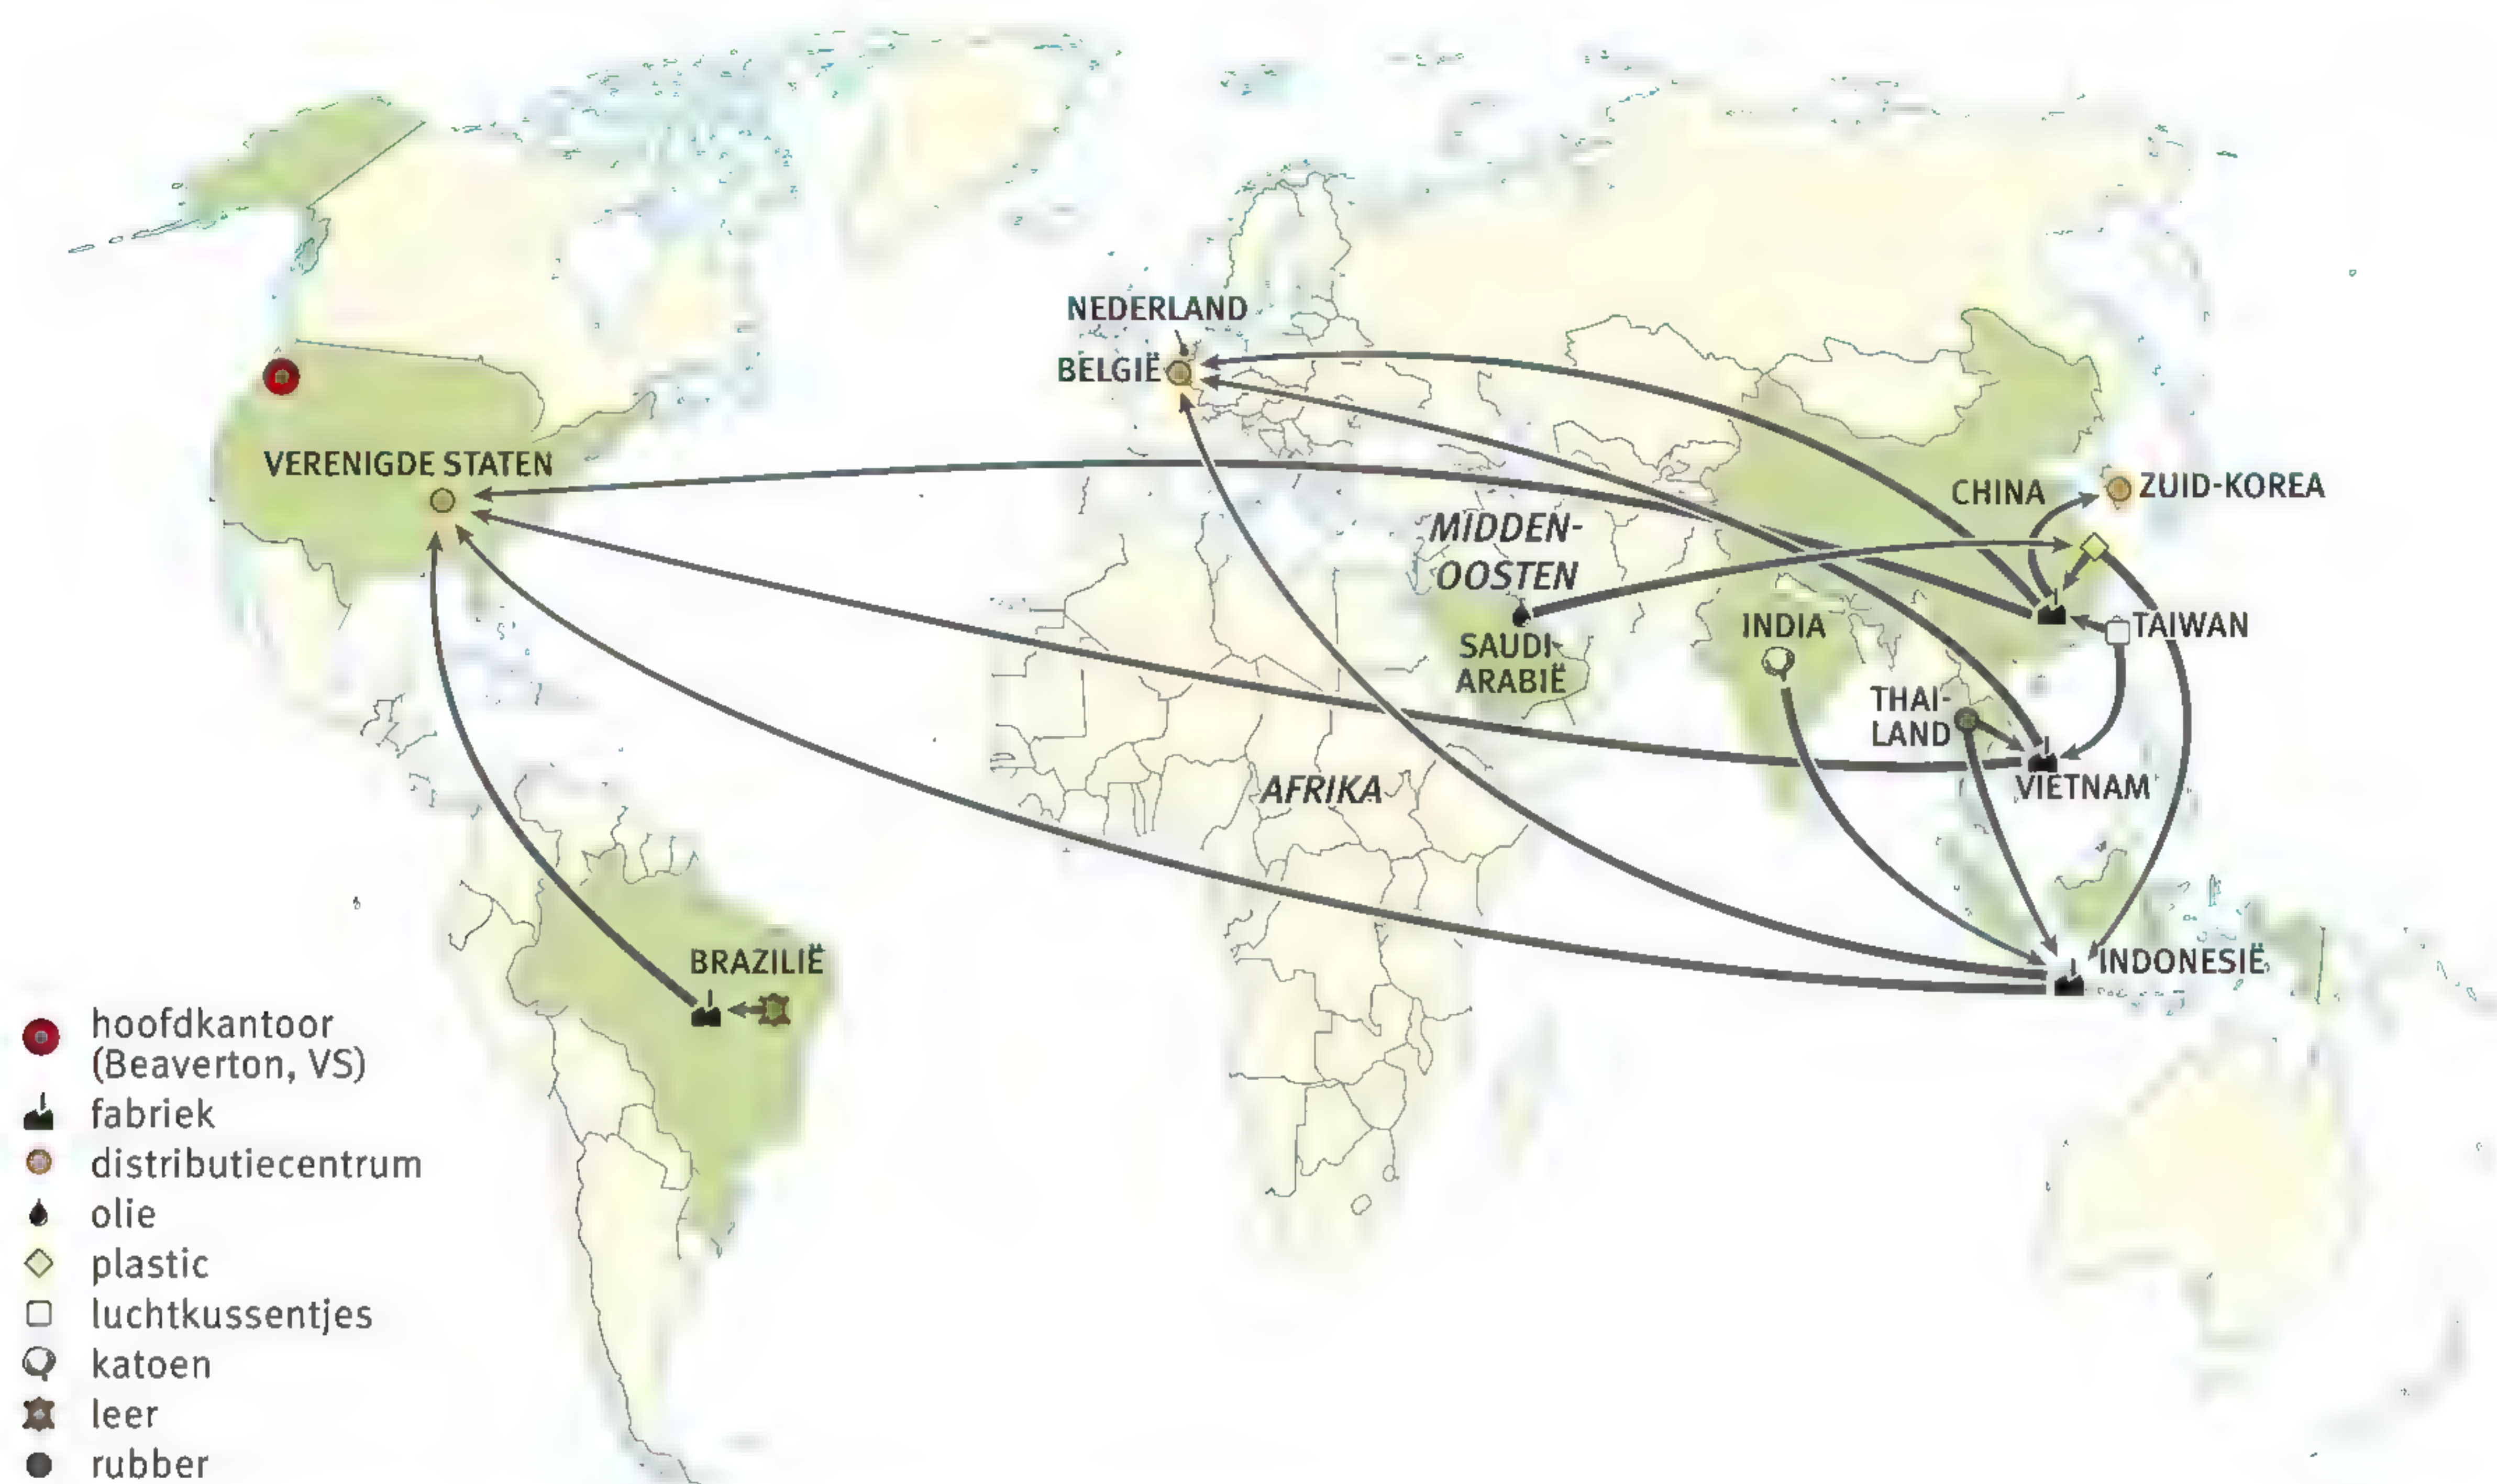 NEDERLAND
BELGIË
VERENIGDE STATEN
CHINA
ZUID-KOREA
MIDDEN-
OOSTEN
SAUDI-
ARABIË
INDIA
TAIWAN
THAI-
LAND
VIETNAM
AFRIKA
BRAZILIË
INDONESIË
hoofdkantoor
(Beaverton, VS)
fabriek
distributiecentrum
olie
plastic
luchtkussentjes
katoen
leer
rubber